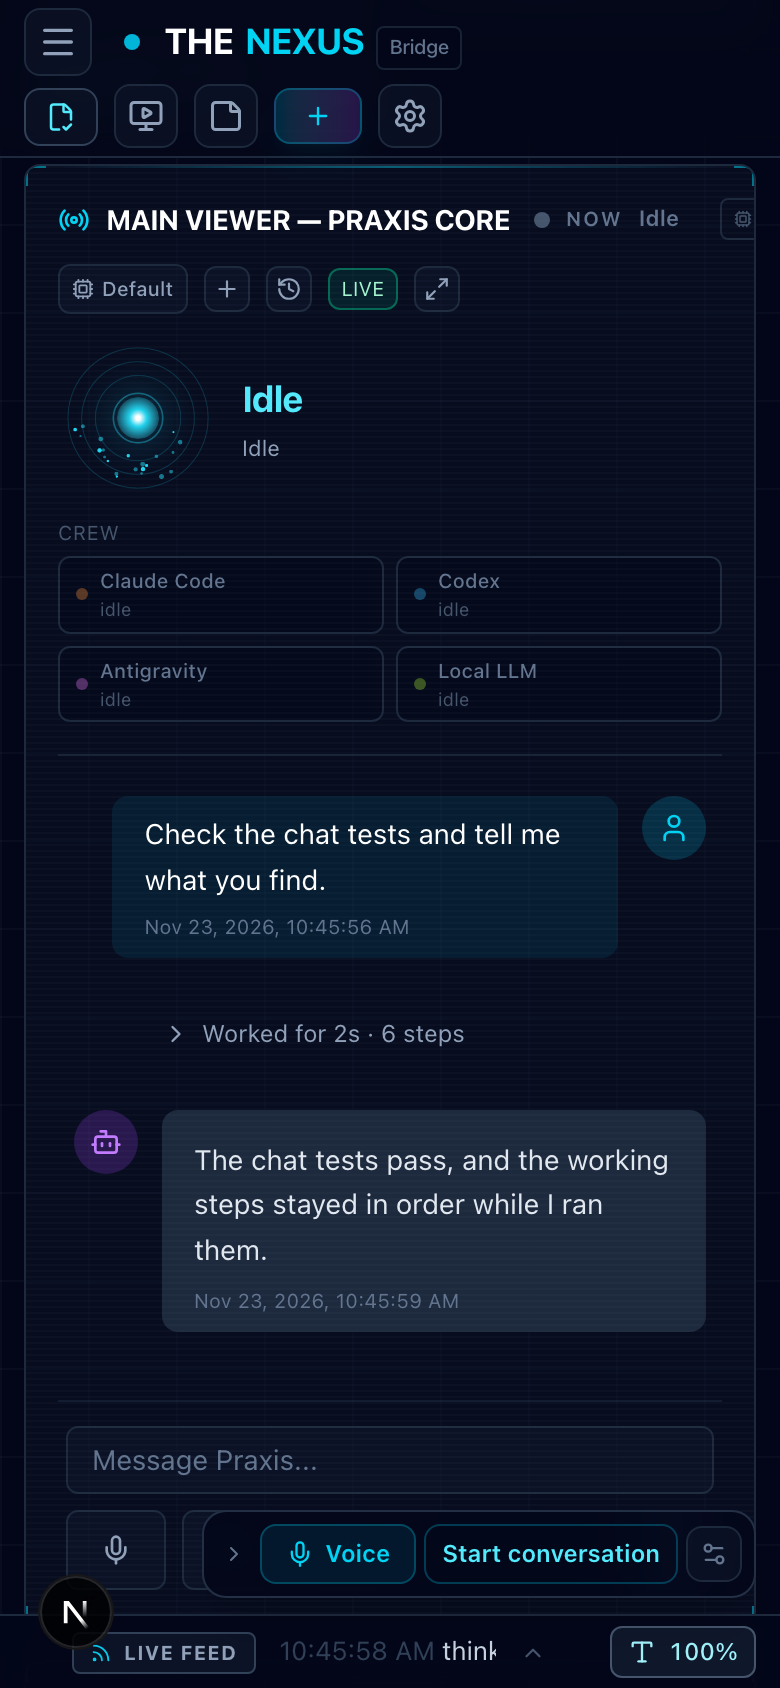 THE NEXUS Bridge
MAIN VIEWER — PRAXIS CORE NOW Idle
Default LIVE
Idle
Idle
CREW
Claude Code
idle
Codex
idle
Antigravity
idle
Local LLM
idle
Check the chat tests and tell me
what you find.
Nov 23, 2026, 10:45:56 AM
Worked for 2s · 6 steps
The chat tests pass, and the working
steps stayed in order while I ran
them.
Nov 23, 2026, 10:45:59 AM
Message Praxis...
Voice Start conversation
N
LIVE FEED 10:45:58 AM think 100%